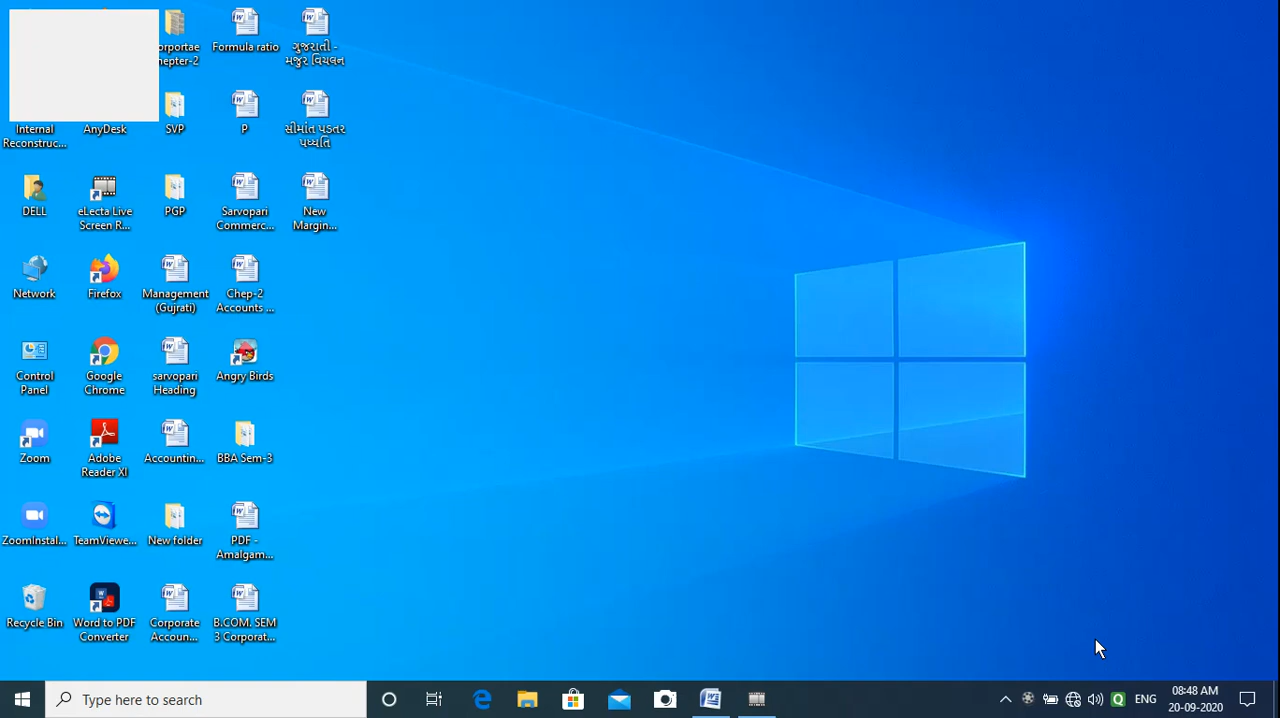 orportae
hepter-2
Formula ratio
ગુજરાતી -
મજુર વિચલન
Internal
Reconstruc...
AnyDesk
SVP
P
સીમાંત પડતર
પધ્ધતિ
DELL
eLecta Live
Screen R...
PGP
Sarvopari
Commerc...
New
Margin...
Network
Firefox
Management
(Gujrati)
Chep-2
Accounts ...
Control
Panel
Google
Chrome
sarvopari
Heading
Angry Birds
Zoom
Adobe
Reader XI
Accountin...
BBA Sem-3
ZoomInstal...
TeamViewe...
New folder
PDF -
Amalgam...
Recycle Bin
Word to PDF
Converter
Corporate
Accoun...
B.COM. SEM
3 Corporat...
Type here to search
ENG
08:48 AM
20-09-2020